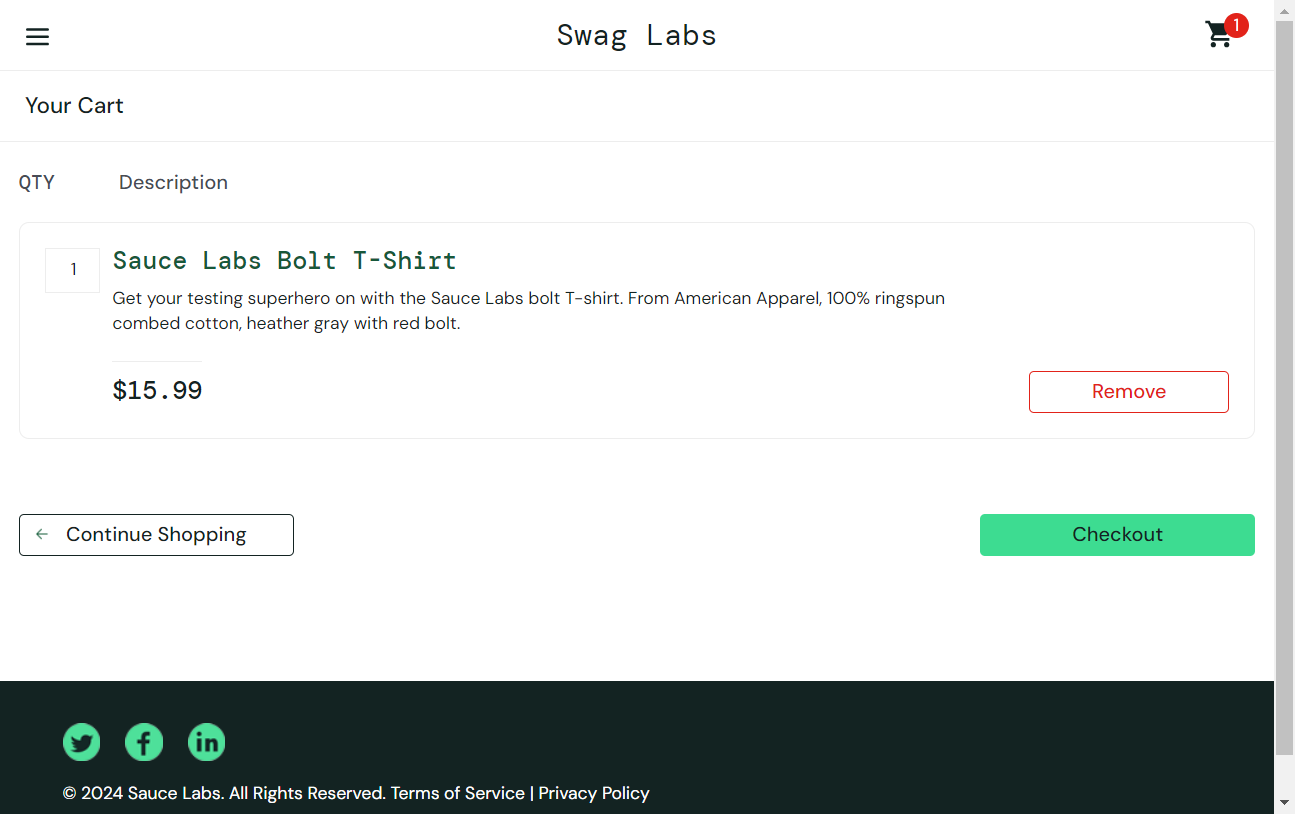 Swag Labs
1
Your Cart
QTY Description
1
Sauce Labs Bolt T-Shirt
Get your testing superhero on with the Sauce Labs bolt T-shirt. From American Apparel, 100% ringspun
combed cotton, heather gray with red bolt.
$15.99
Remove
Continue Shopping
Checkout
© 2024 Sauce Labs. All Rights Reserved. Terms of Service | Privacy Policy